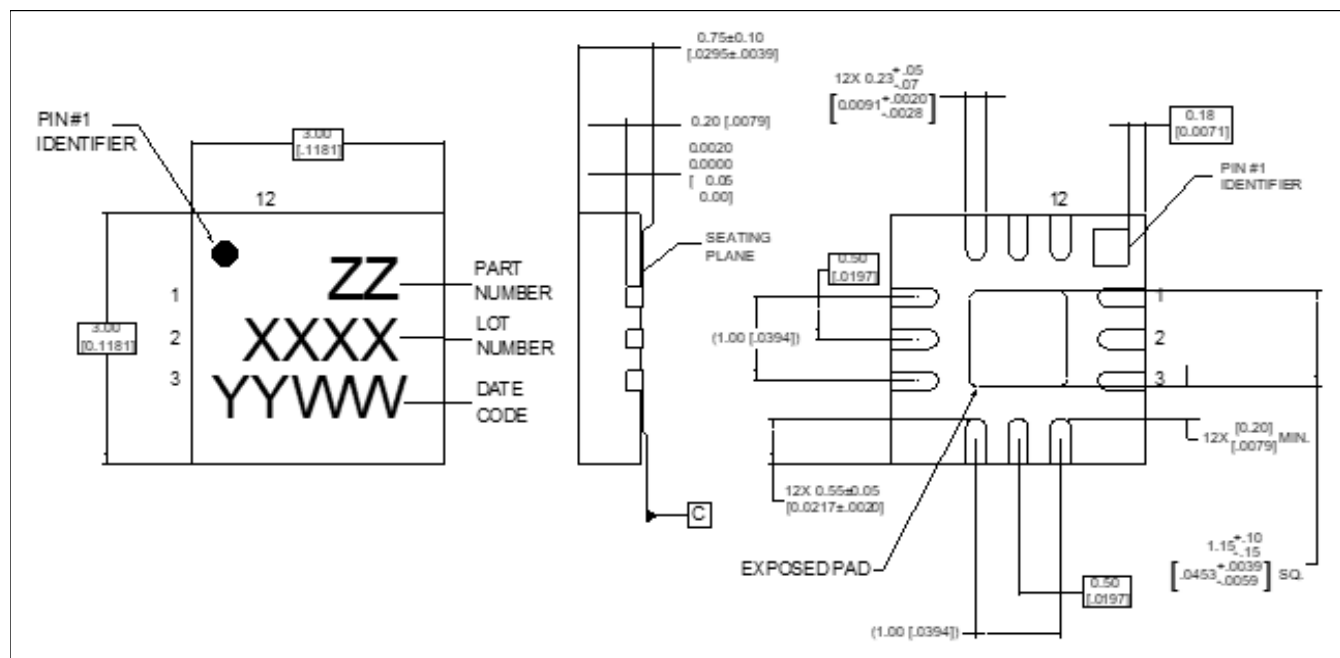 PIN #1
IDENTIFIER
3.00
[.1181]
12
1
2
3
3.00
[0.1181]
ZZ
XXXX
YYWW
PART
NUMBER
LOT
NUMBER
DATE
CODE
0.75±0.10
[.0295±.0039]
0.20 [.0079]
0.0020
0.0000
[ 0.05
0.00]
SEATING
PLANE
C
12X 0.23 +.05 -.07
[0.0091 +.0020 -.0028]
0.18
[0.0071]
PIN #1
IDENTIFIER
12
0.50
[.0197]
(1.00 [.0394])
1
2
3
12X [0.20] MIN.
[.0079]
12X 0.55±0.05
[0.0217±.0020]
EXPOSED PAD
1.15 +.10 -.15
[.0453 +.0039 -.0059] SQ.
0.50
[.0197]
(1.00 [.0394])